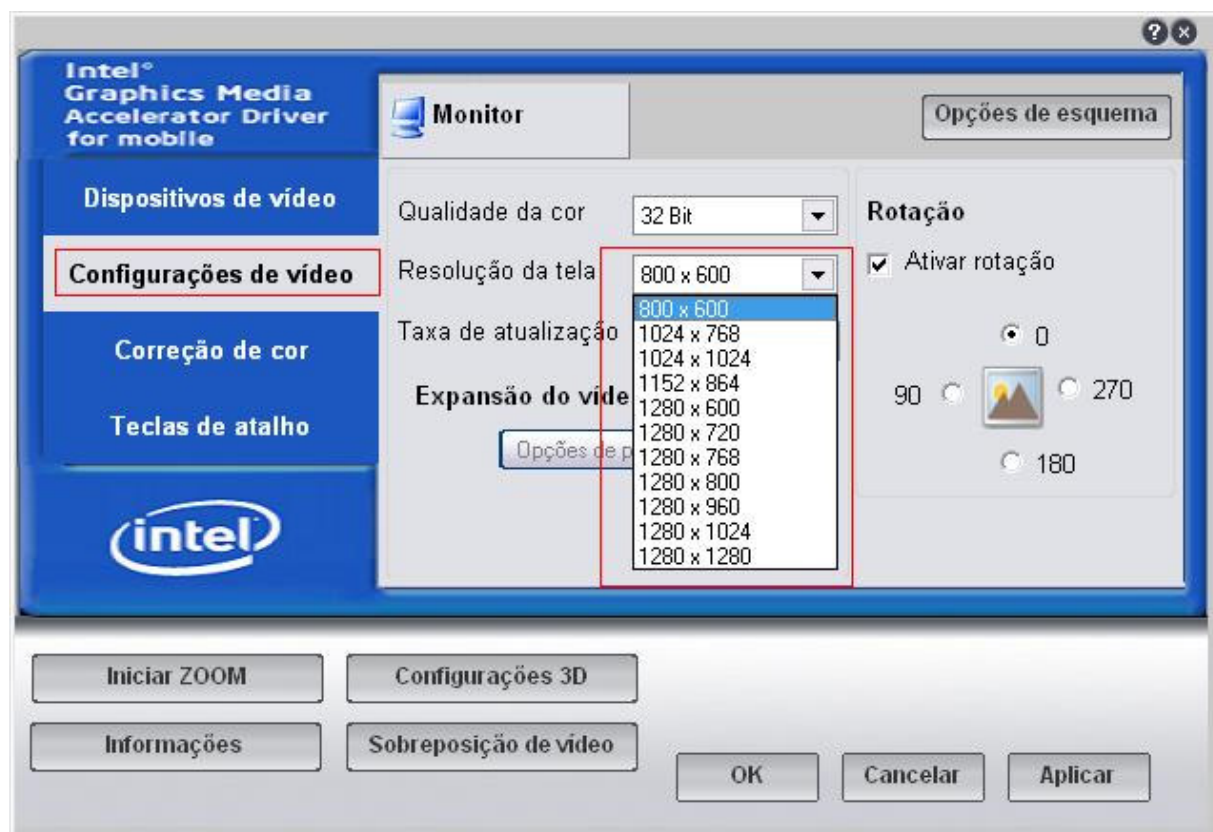 Intel®
Graphics Media
Accelerator Driver
for mobile
Monitor
Opções de esquema
Dispositivos de vídeo
Configurações de vídeo
Correção de cor
Teclas de atalho
intel
Qualidade da cor
32 Bit
Resolução da tela
800 x 600
800 x 600
1024 x 768
1024 x 1024
1152 x 864
1280 x 600
1280 x 720
1280 x 768
1280 x 800
1280 x 960
1280 x 1024
1280 x 1280
Taxa de atualização
Expansão do víde
Opções de p
Rotação
Ativar rotação
0
90
270
180
Iniciar ZOOM
Configurações 3D
Informações
Sobreposição de vídeo
OK
Cancelar
Aplicar